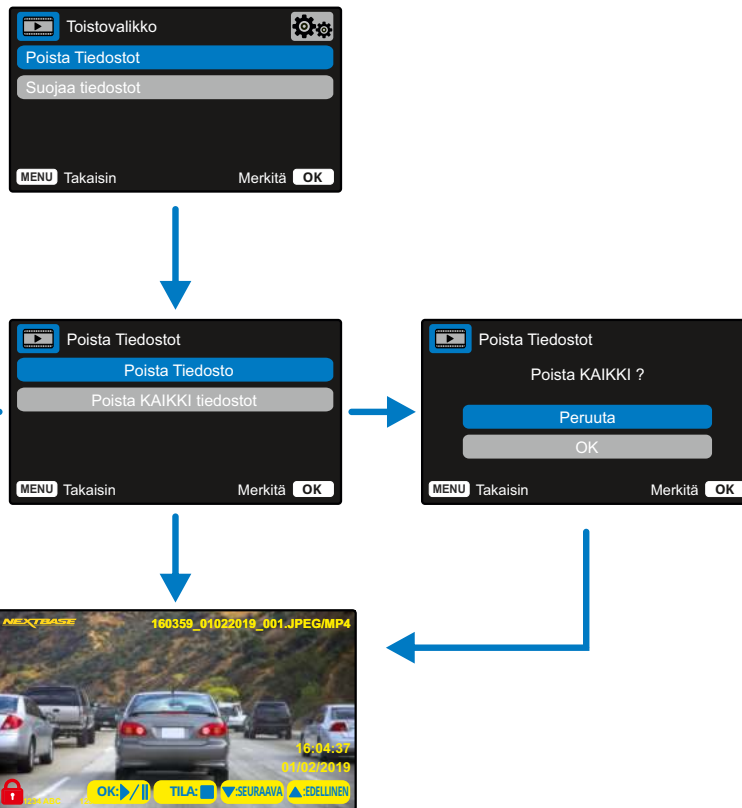 Toistovalikko
Poista Tiedostot
Suojaa tiedostot
MENU Takaisin Merkitä OK
Poista Tiedostot
Poista Tiedosto
Poista KAIKKI tiedostot
MENU Takaisin Merkitä OK
Poista Tiedostot
Poista KAIKKI ?
Peruuta
OK
MENU Takaisin Merkitä OK
NEXTBASE 160359_01022019_001.JPEG/MP4
16:04:37
01/02/2019
OK: TILA: :SEURAAVA :EDELLINEN